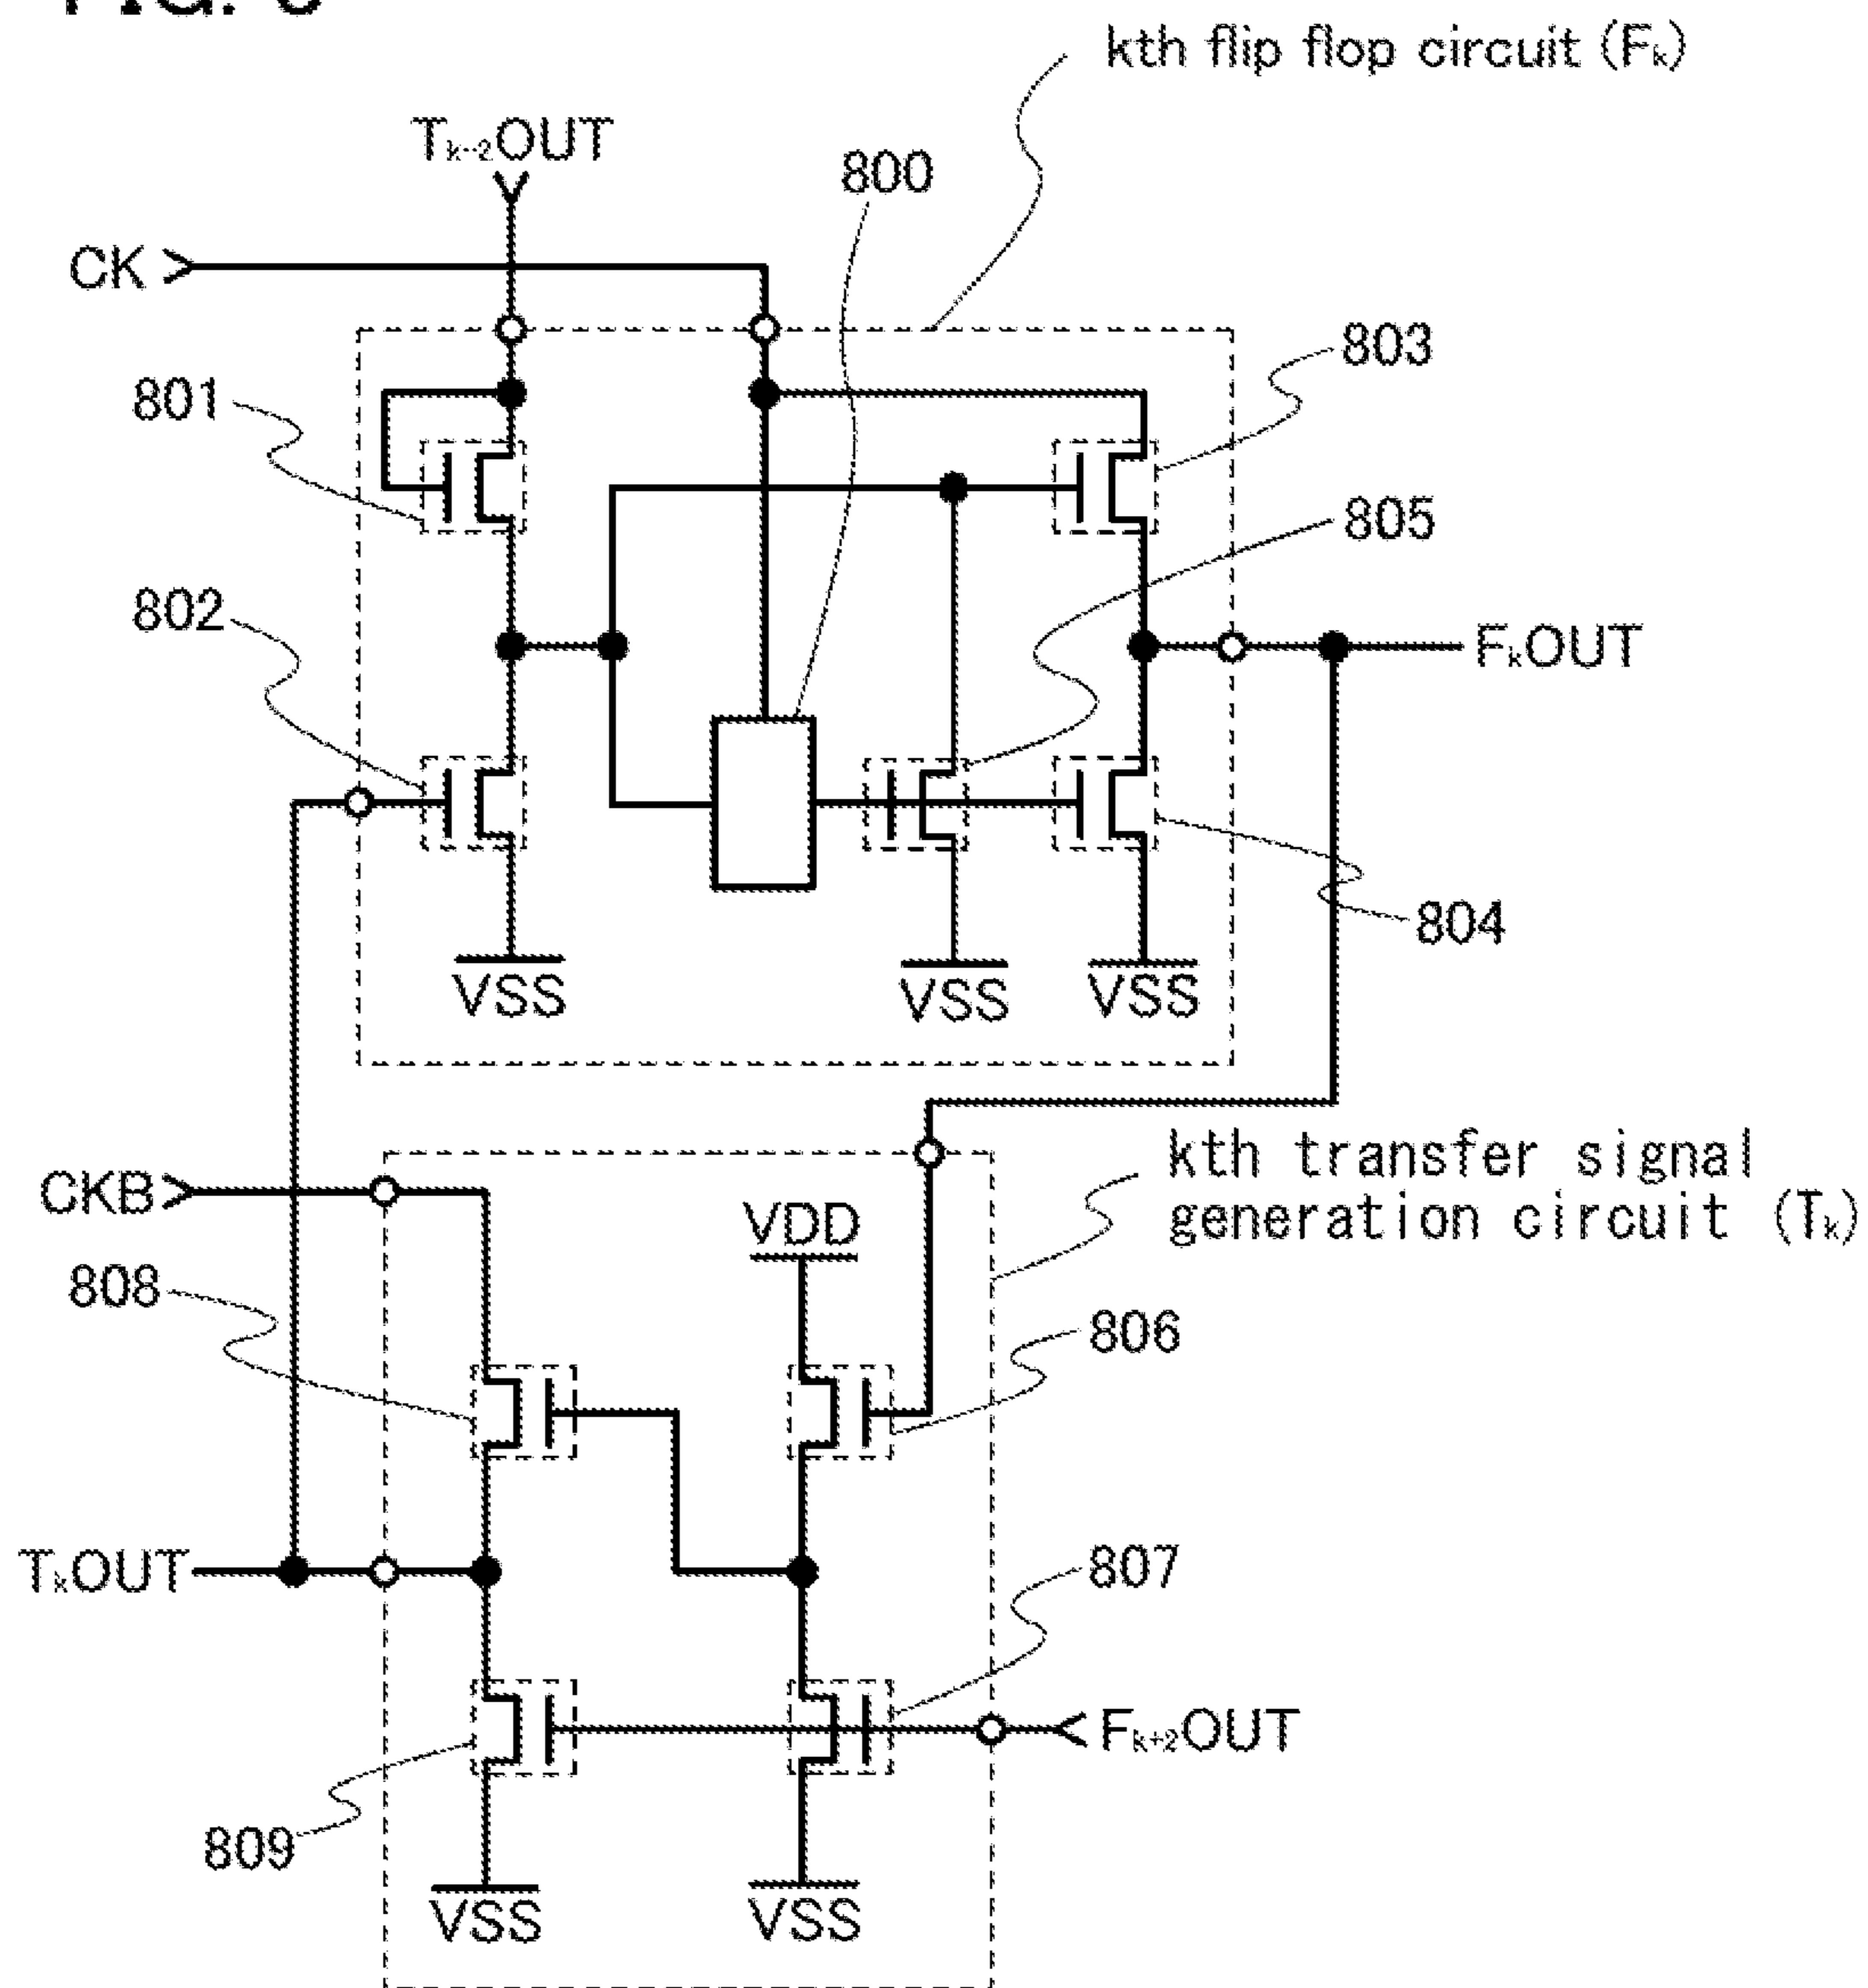 kth flip flop circuit (Fk)
Tk-2OUT
800
CK
803
801
805
802
FkOUT
804
VSS
VSS
VSS
kth transfer signal
generation circuit (Tk)
CKB
VDD
808
806
TkOUT
807
Fk+2OUT
809
VSS
VSS